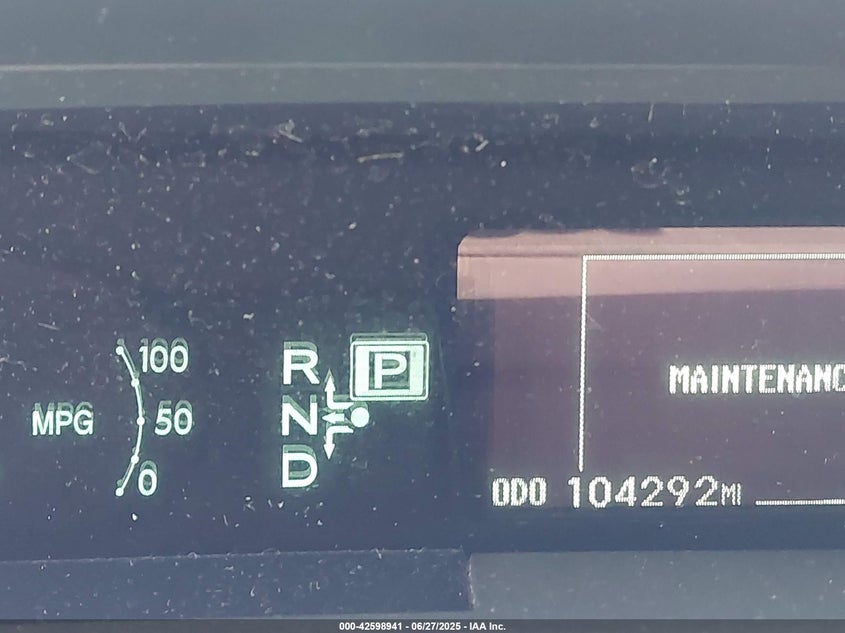 100
MPG 50
0
R P
N
D
MAINTENANC
ODO 104292MI
000-42598941 - 06/27/2025 - IAA Inc.